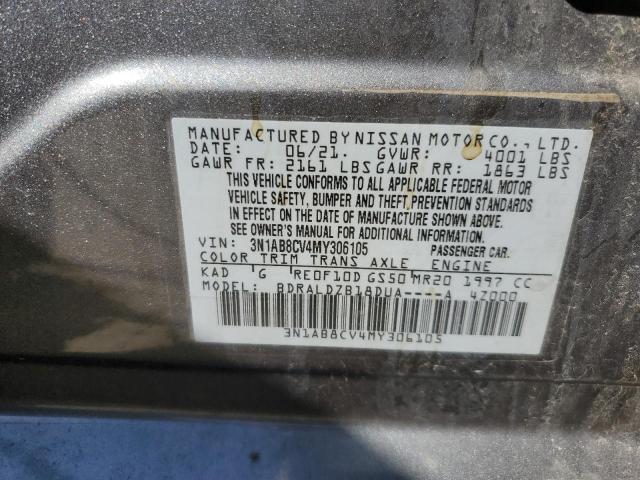 MANUFACTURED BY NISSAN MOTOR CO., LTD.
DATE: 06/21. GVWR: 4001 LBS
GAWR FR: 2161 LBS GAWR RR: 1863 LBS
THIS VEHICLE CONFORMS TO ALL APPLICABLE FEDERAL MOTOR
VEHICLE SAFETY, BUMPER AND THEFT PREVENTION STANDARDS
IN EFFECT ON THE DATE OF MANUFACTURE SHOWN ABOVE.
SEE OWNER'S MANUAL OR DRIVER INFORMATION
VIN: 3N1AB8CV4MY306105 PASSENGER CAR.
COLOR TRIM TRANS AXLE ENGINE
KAD G RE0F10D GS50 MR20 1997 CC
MODEL: BDRALDZB18DUA----A 4Z000
3N1AB8CV4MY306105